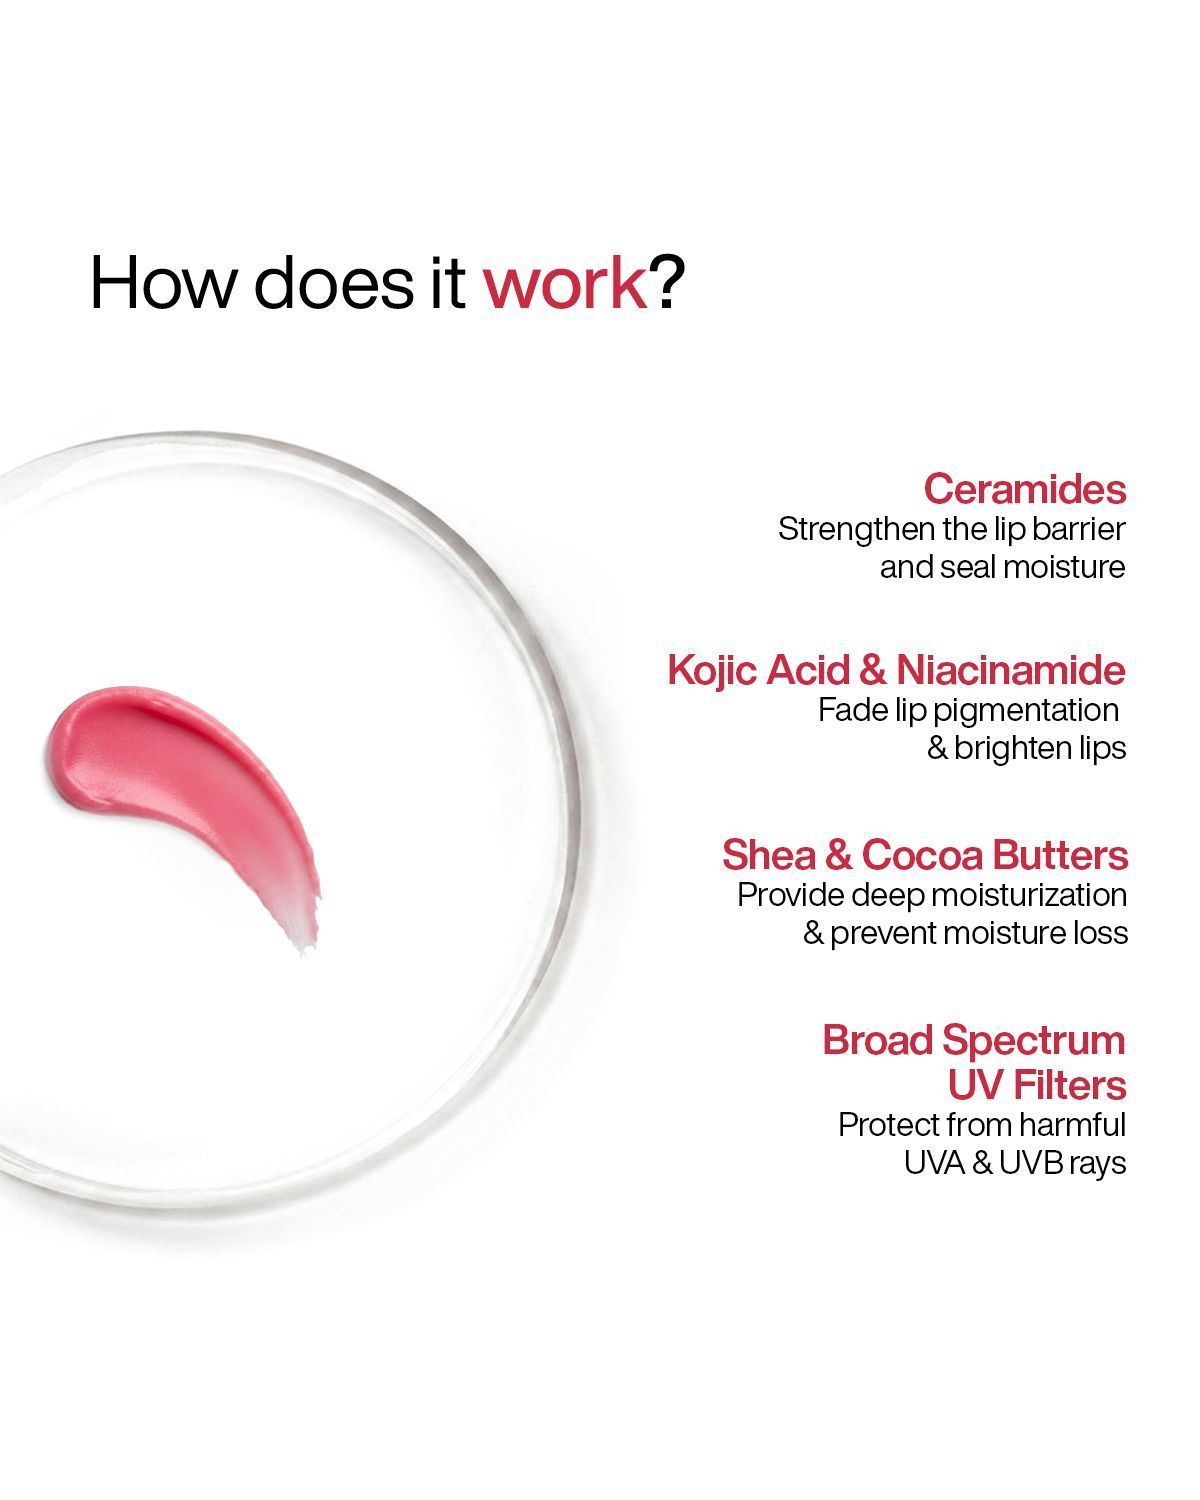 How does it work?
Ceramides
Strengthen the lip barrier
and seal moisture
Kojic Acid & Niacinamide
Fade lip pigmentation
& brighten lips
Shea & Cocoa Butters
Provide deep moisturization
& prevent moisture loss
Broad Spectrum
UV Filters
Protect from harmful
UVA & UVB rays